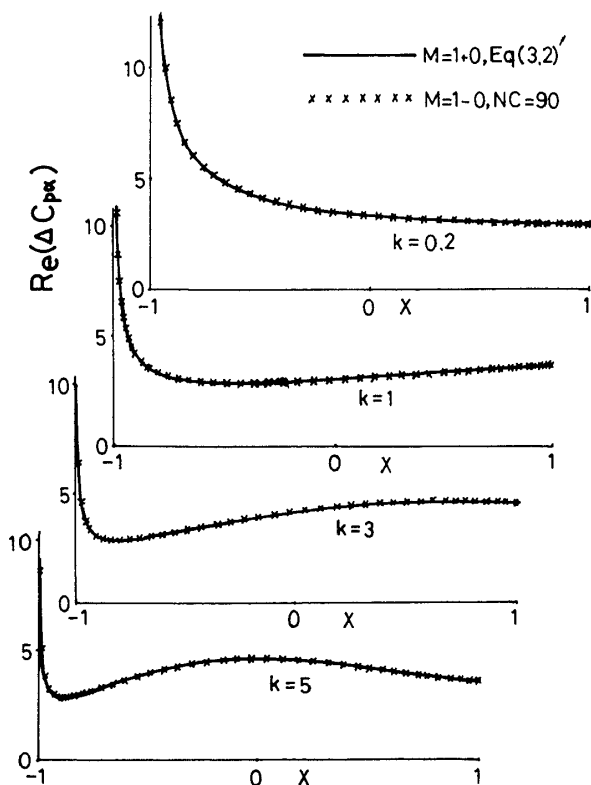 M=1+0,Eq(3,2)′
× × × × × × × M=1-0,NC=90
Re(ΔCpα)
10
5
0
k=0.2
-1 0 X 1
10
5
0
k=1
-1 0 X 1
10
5
0
k=3
-1 0 X 1
10
5
0
k=5
-1 0 X 1